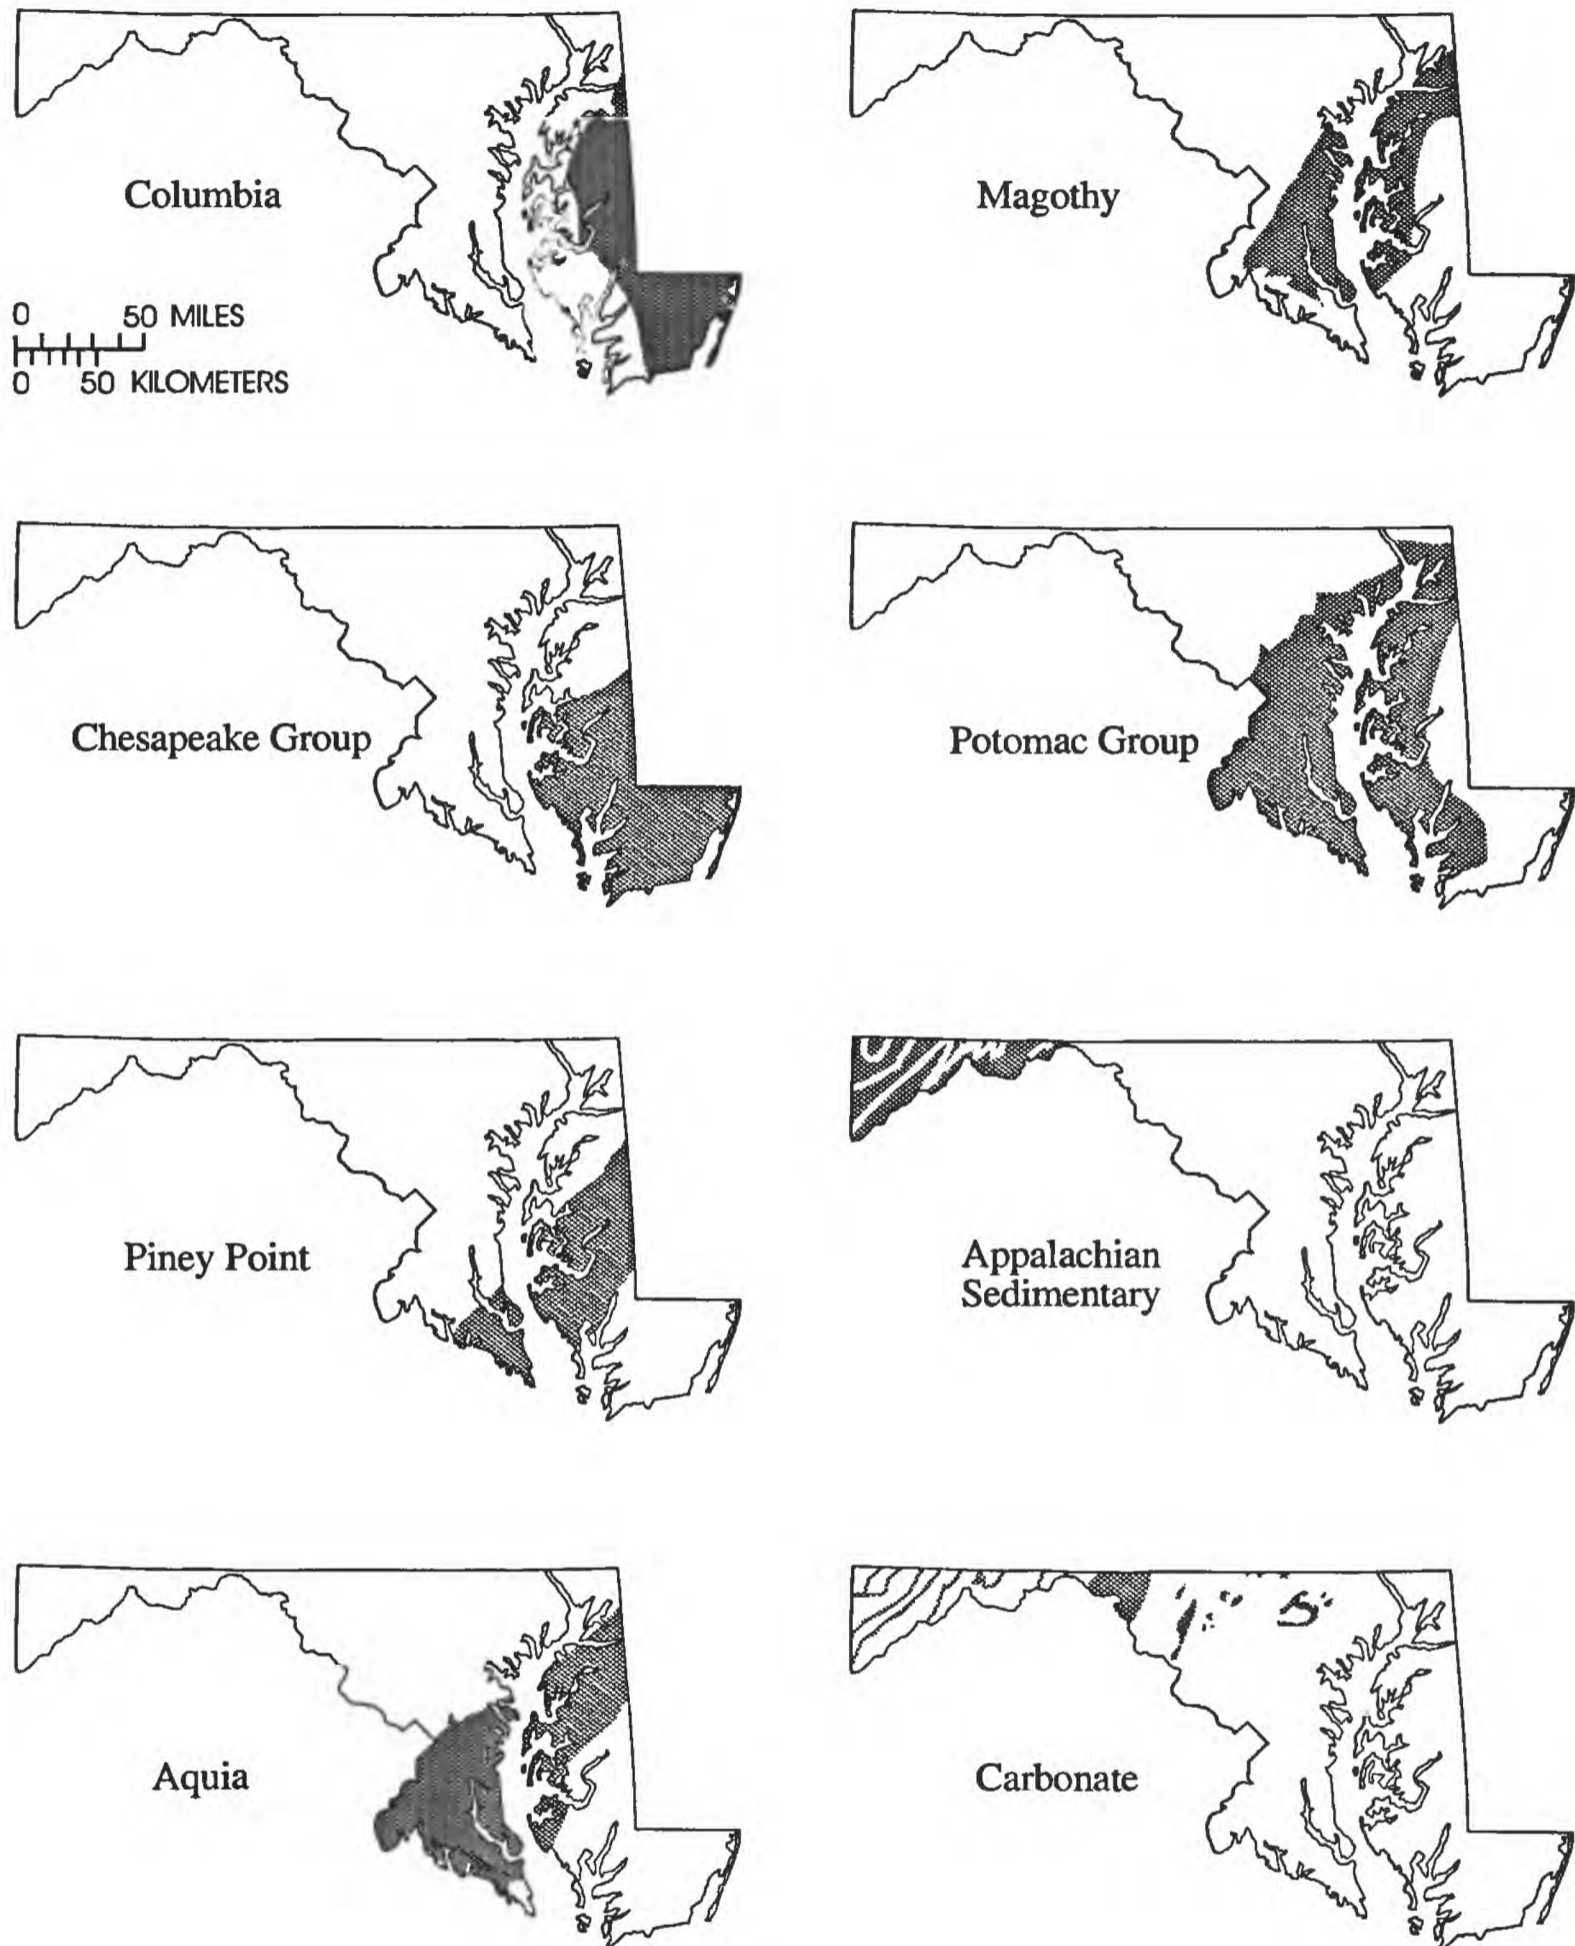 Columbia
0 50 MILES
0 50 KILOMETERS
Magothy
Chesapeake Group
Potomac Group
Piney Point
Appalachian
Sedimentary
Aquia
Carbonate